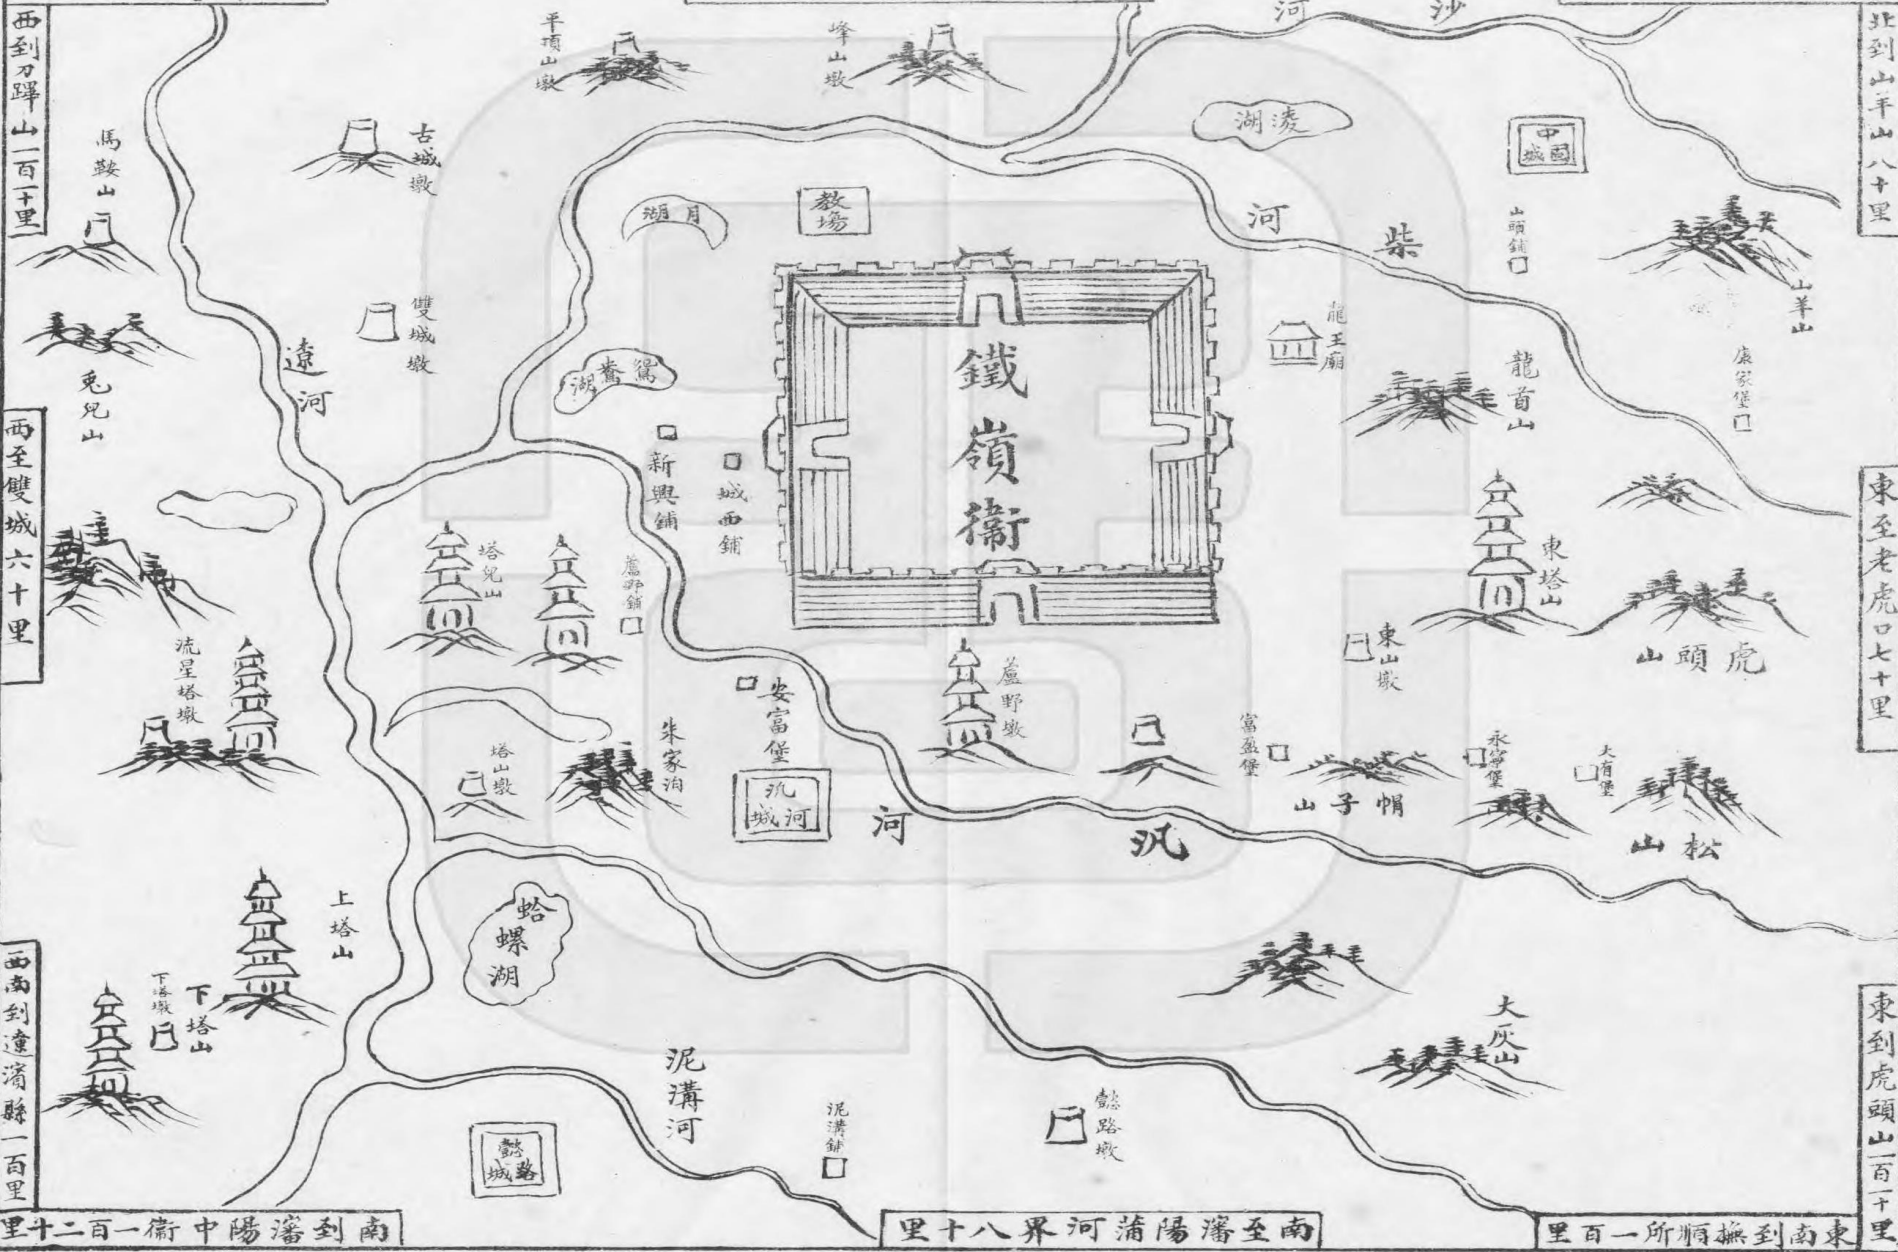 西到刀蹕山一百一十里
西至雙城六十里
西南到遼濱縣一百里
南到瀋陽中衞一百二十里
南至瀋陽蒲河界八十里
東南到撫順所一百里
北到山羊山八十里
東至老虎口七十里
東到虎頭山一百一十里
平頂山墩
峰山墩
沙河
馬鞍山
古城墩
淩湖
中固城
月湖
教場
柴河
山頭鋪
山羊山
雙城墩
遼河
鴛鴦湖
鐵嶺衞
龍王廟
龍首山
康家堡
兎兒山
新興鋪
城西鋪
塔兒山
蘆野鋪
東塔山
虎頭山
東山墩
流星塔墩
安富堡
蘆野墩
朱家泊
塔山墩
汎河城
汎河
富盈堡
帽子山
永寧堡
大有堡
松山
上塔山
蛤螺湖
下塔墩
下塔山
大灰山
泥溝河
泥溝鋪
懿路墩
懿路城